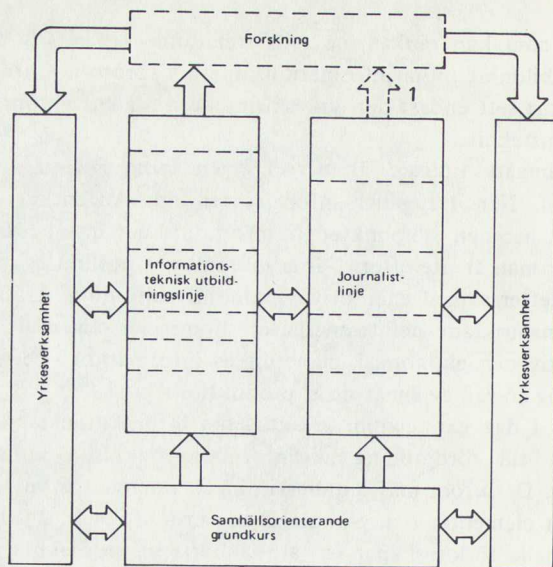 Forskning
1
Yrkesverksamhet
Informations-
teknisk utbild-
ningslinje
Journalist-
linje
Yrkesverksamhet
Samhällsorienterande
grundkurs